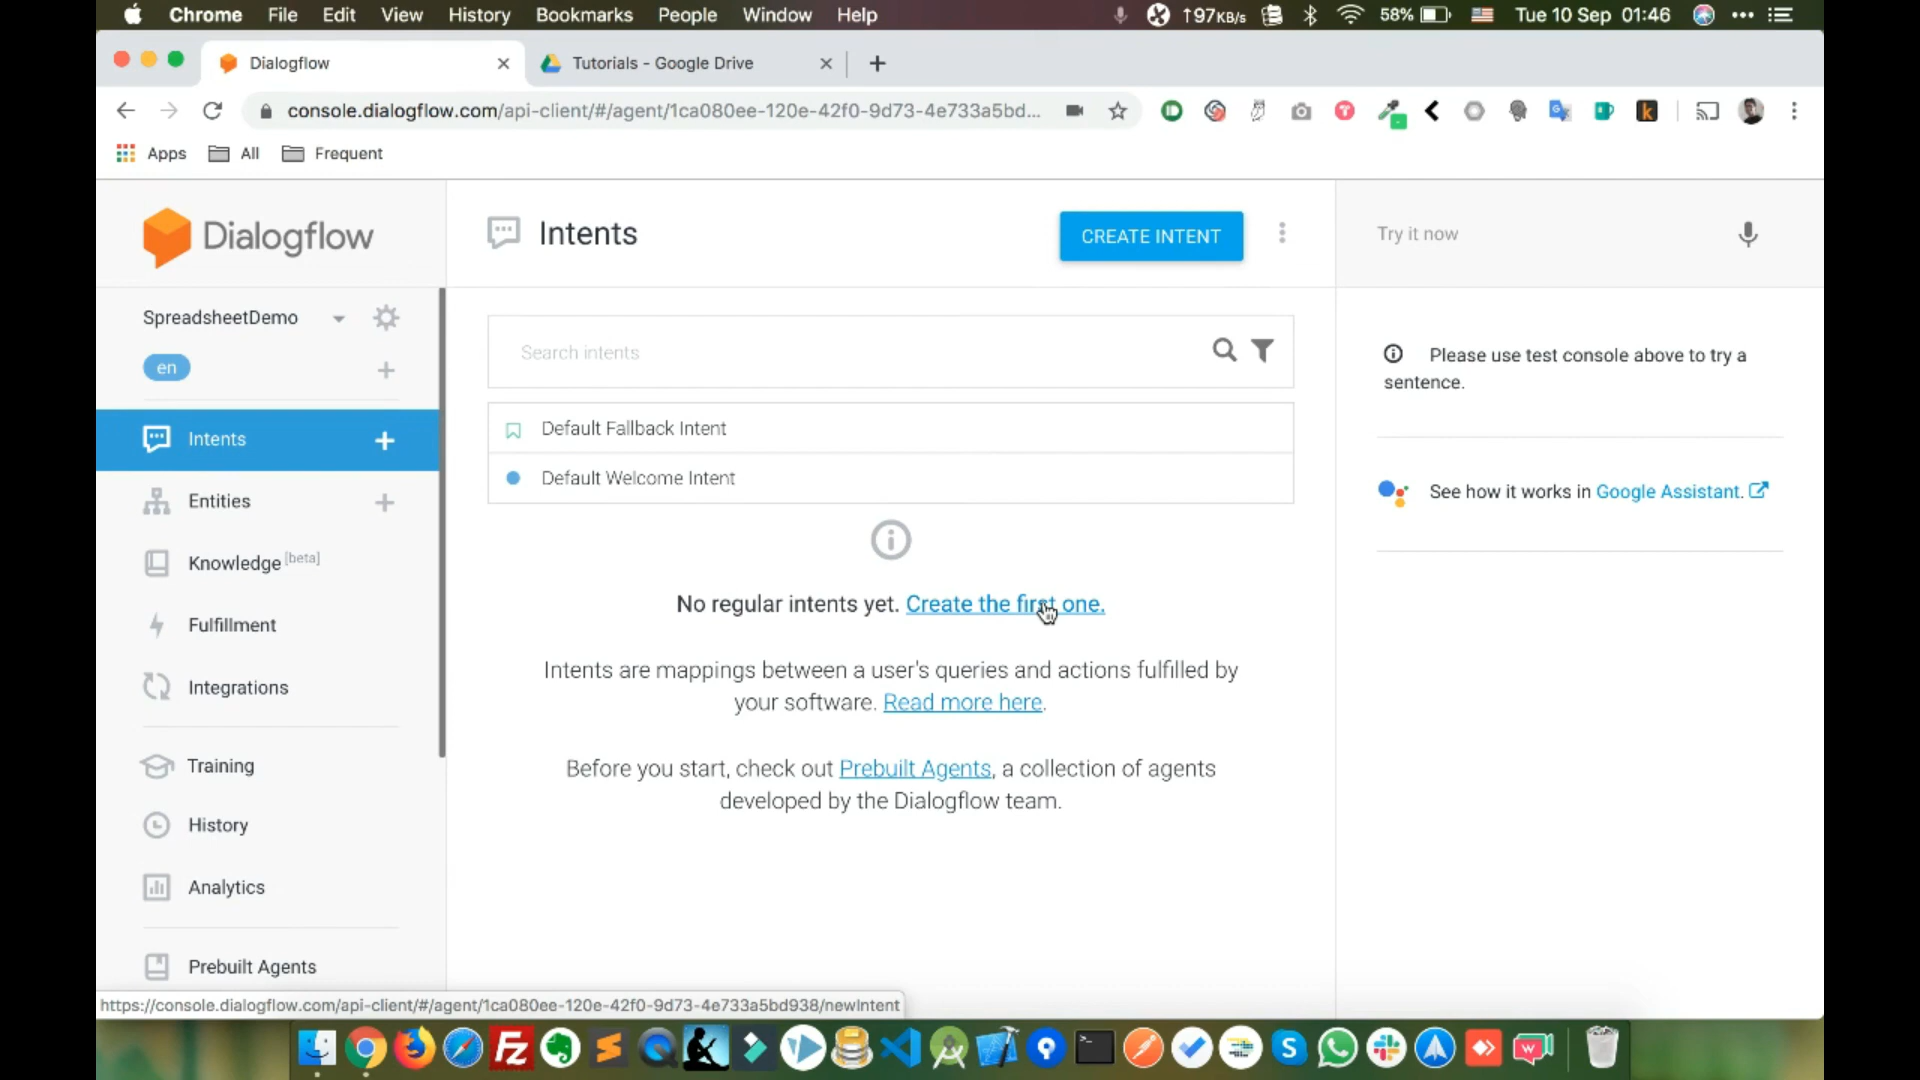 Chrome File Edit View History Bookmarks People Window Help ↑97KB/s 58% Tue 10 Sep 01:46
Dialogflow Tutorials - Google Drive
console.dialogflow.com/api-client/#/agent/1ca080ee-120e-42f0-9d73-4e733a5bd...
Apps All Frequent
Dialogflow
SpreadsheetDemo
en
Intents
Entities
Knowledge [beta]
Fulfillment
Integrations
Training
History
Analytics
Prebuilt Agents
Intents
CREATE INTENT
Search intents
Default Fallback Intent
Default Welcome Intent
No regular intents yet. Create the first one.
Intents are mappings between a user's queries and actions fulfilled by
your software. Read more here.
Before you start, check out Prebuilt Agents, a collection of agents
developed by the Dialogflow team.
Try it now
Please use test console above to try a
sentence.
See how it works in Google Assistant.
https://console.dialogflow.com/api-client/#/agent/1ca080ee-120e-42f0-9d73-4e733a5bd938/newIntent